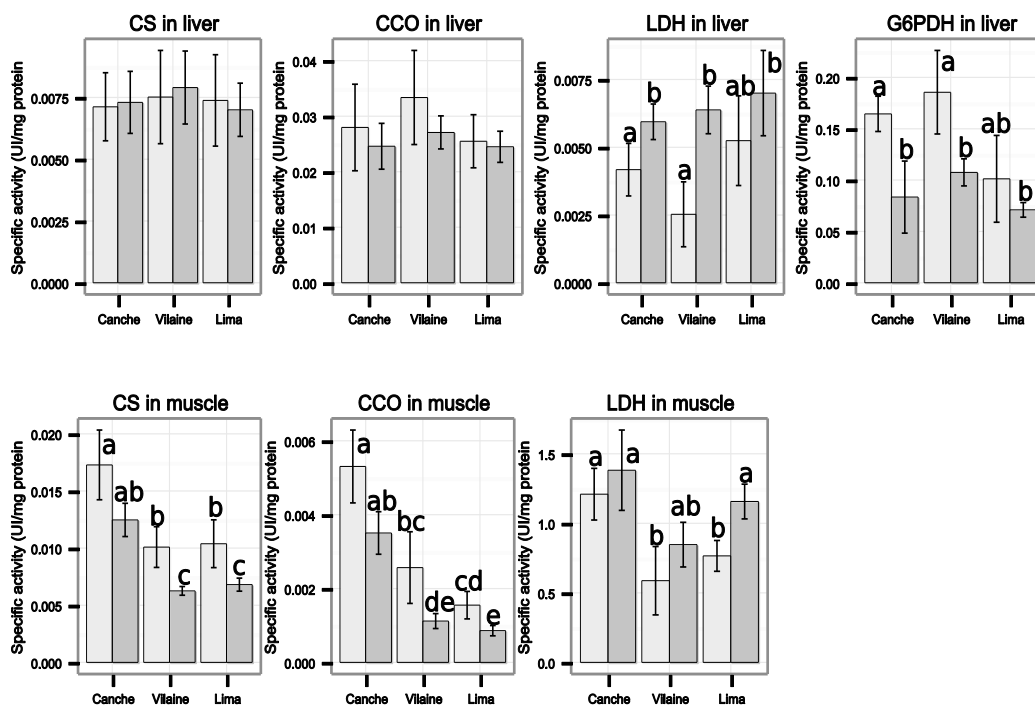 CS in liver
Specific activity (UI/mg protein
0.0075
0.0050
0.0025
0.0000
Canche Vilaine Lima
CCO in liver
Specific activity (UI/mg protein
0.04
0.03
0.02
0.00
Canche Vilaine Lima
LDH in liver
Specific activity (UI/mg protein
0.0075
0.0050
0.0025
0.0000
a b a b ab b
Canche Vilaine Lima
G6PDH in liver
Specific activity (UI/mg protein
0.20
0.15
0.10
0.05
0.00
a b a b ab b
Canche Vilaine Lima
CS in muscle
Specific activity (UI/mg protein
0.020
0.015
0.010
0.005
0.000
a ab b c b c
Canche Vilaine Lima
CCO in muscle
Specific activity (UI/mg protein
0.006
0.004
0.002
0.000
a ab bc de cd e
Canche Vilaine Lima
LDH in muscle
Specific activity (UI/mg protein
1.5
1.0
0.5
0.0
a a b ab b a
Canche Vilaine Lima